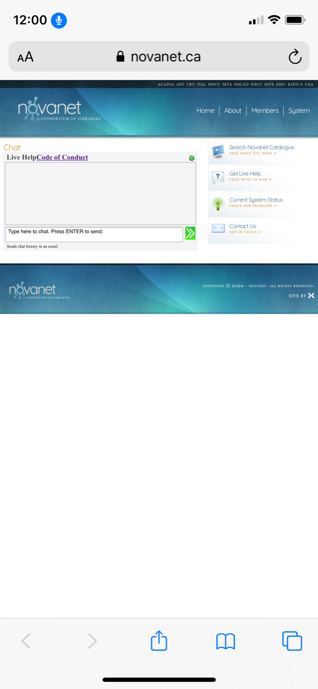 12:00
AA novanet.ca
ACADIA AST CBU DAL MSVU MTA NSCAD NSCC SJFX SMU KING'S USA
novanet
A CONSORTIUM OF LIBRARIES
Home About Members System
Chat
Live HelpCode of Conduct
Type here to chat. Press ENTER to send.
Sends chat history in an email.
Search Novanet Catalogue
FIND WHAT YOU NEED
Get Live Help
CHAT WITH US NOW
Current System Status
CHECK FOR PROBLEMS
Contact Us
GET IN TOUCH
novanet
A CONSORTIUM OF LIBRARIES
COPYRIGHT © 2020 - NOVANET. ALL RIGHTS RESERVED.
SITE BY